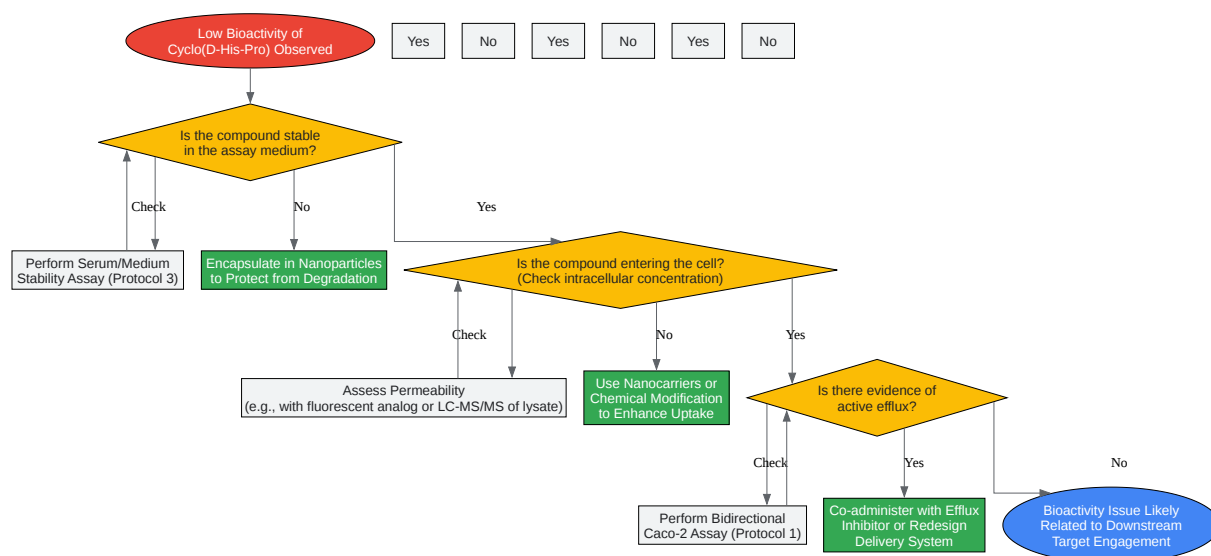 Low Bioactivity of
Cyclo(D-His-Pro) Observed
Yes
No
Yes
No
Yes
No
Is the compound stable
in the assay medium?
Check
No
Yes
Perform Serum/Medium
Stability Assay (Protocol 3)
Encapsulate in Nanoparticles
to Protect from Degradation
Is the compound entering the cell?
(Check intracellular concentration)
Check
No
Yes
Assess Permeability
(e.g., with fluorescent analog or LC-MS/MS of lysate)
Use Nanocarriers or
Chemical Modification
to Enhance Uptake
Is there evidence of
active efflux?
Check
Yes
No
Perform Bidirectional
Caco-2 Assay (Protocol 1)
Co-administer with Efflux
Inhibitor or Redesign
Delivery System
Bioactivity Issue Likely
Related to Downstream
Target Engagement